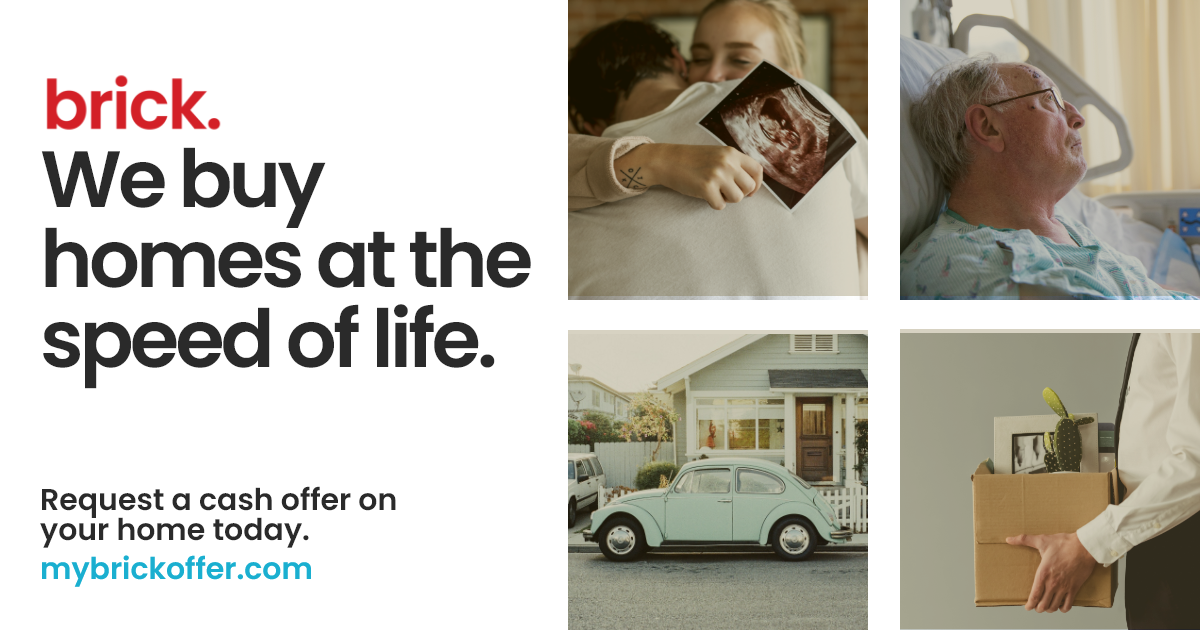 brick.
We buy
homes at the
speed of life.
Request a cash offer on
your home today.
mybrickoffer.com